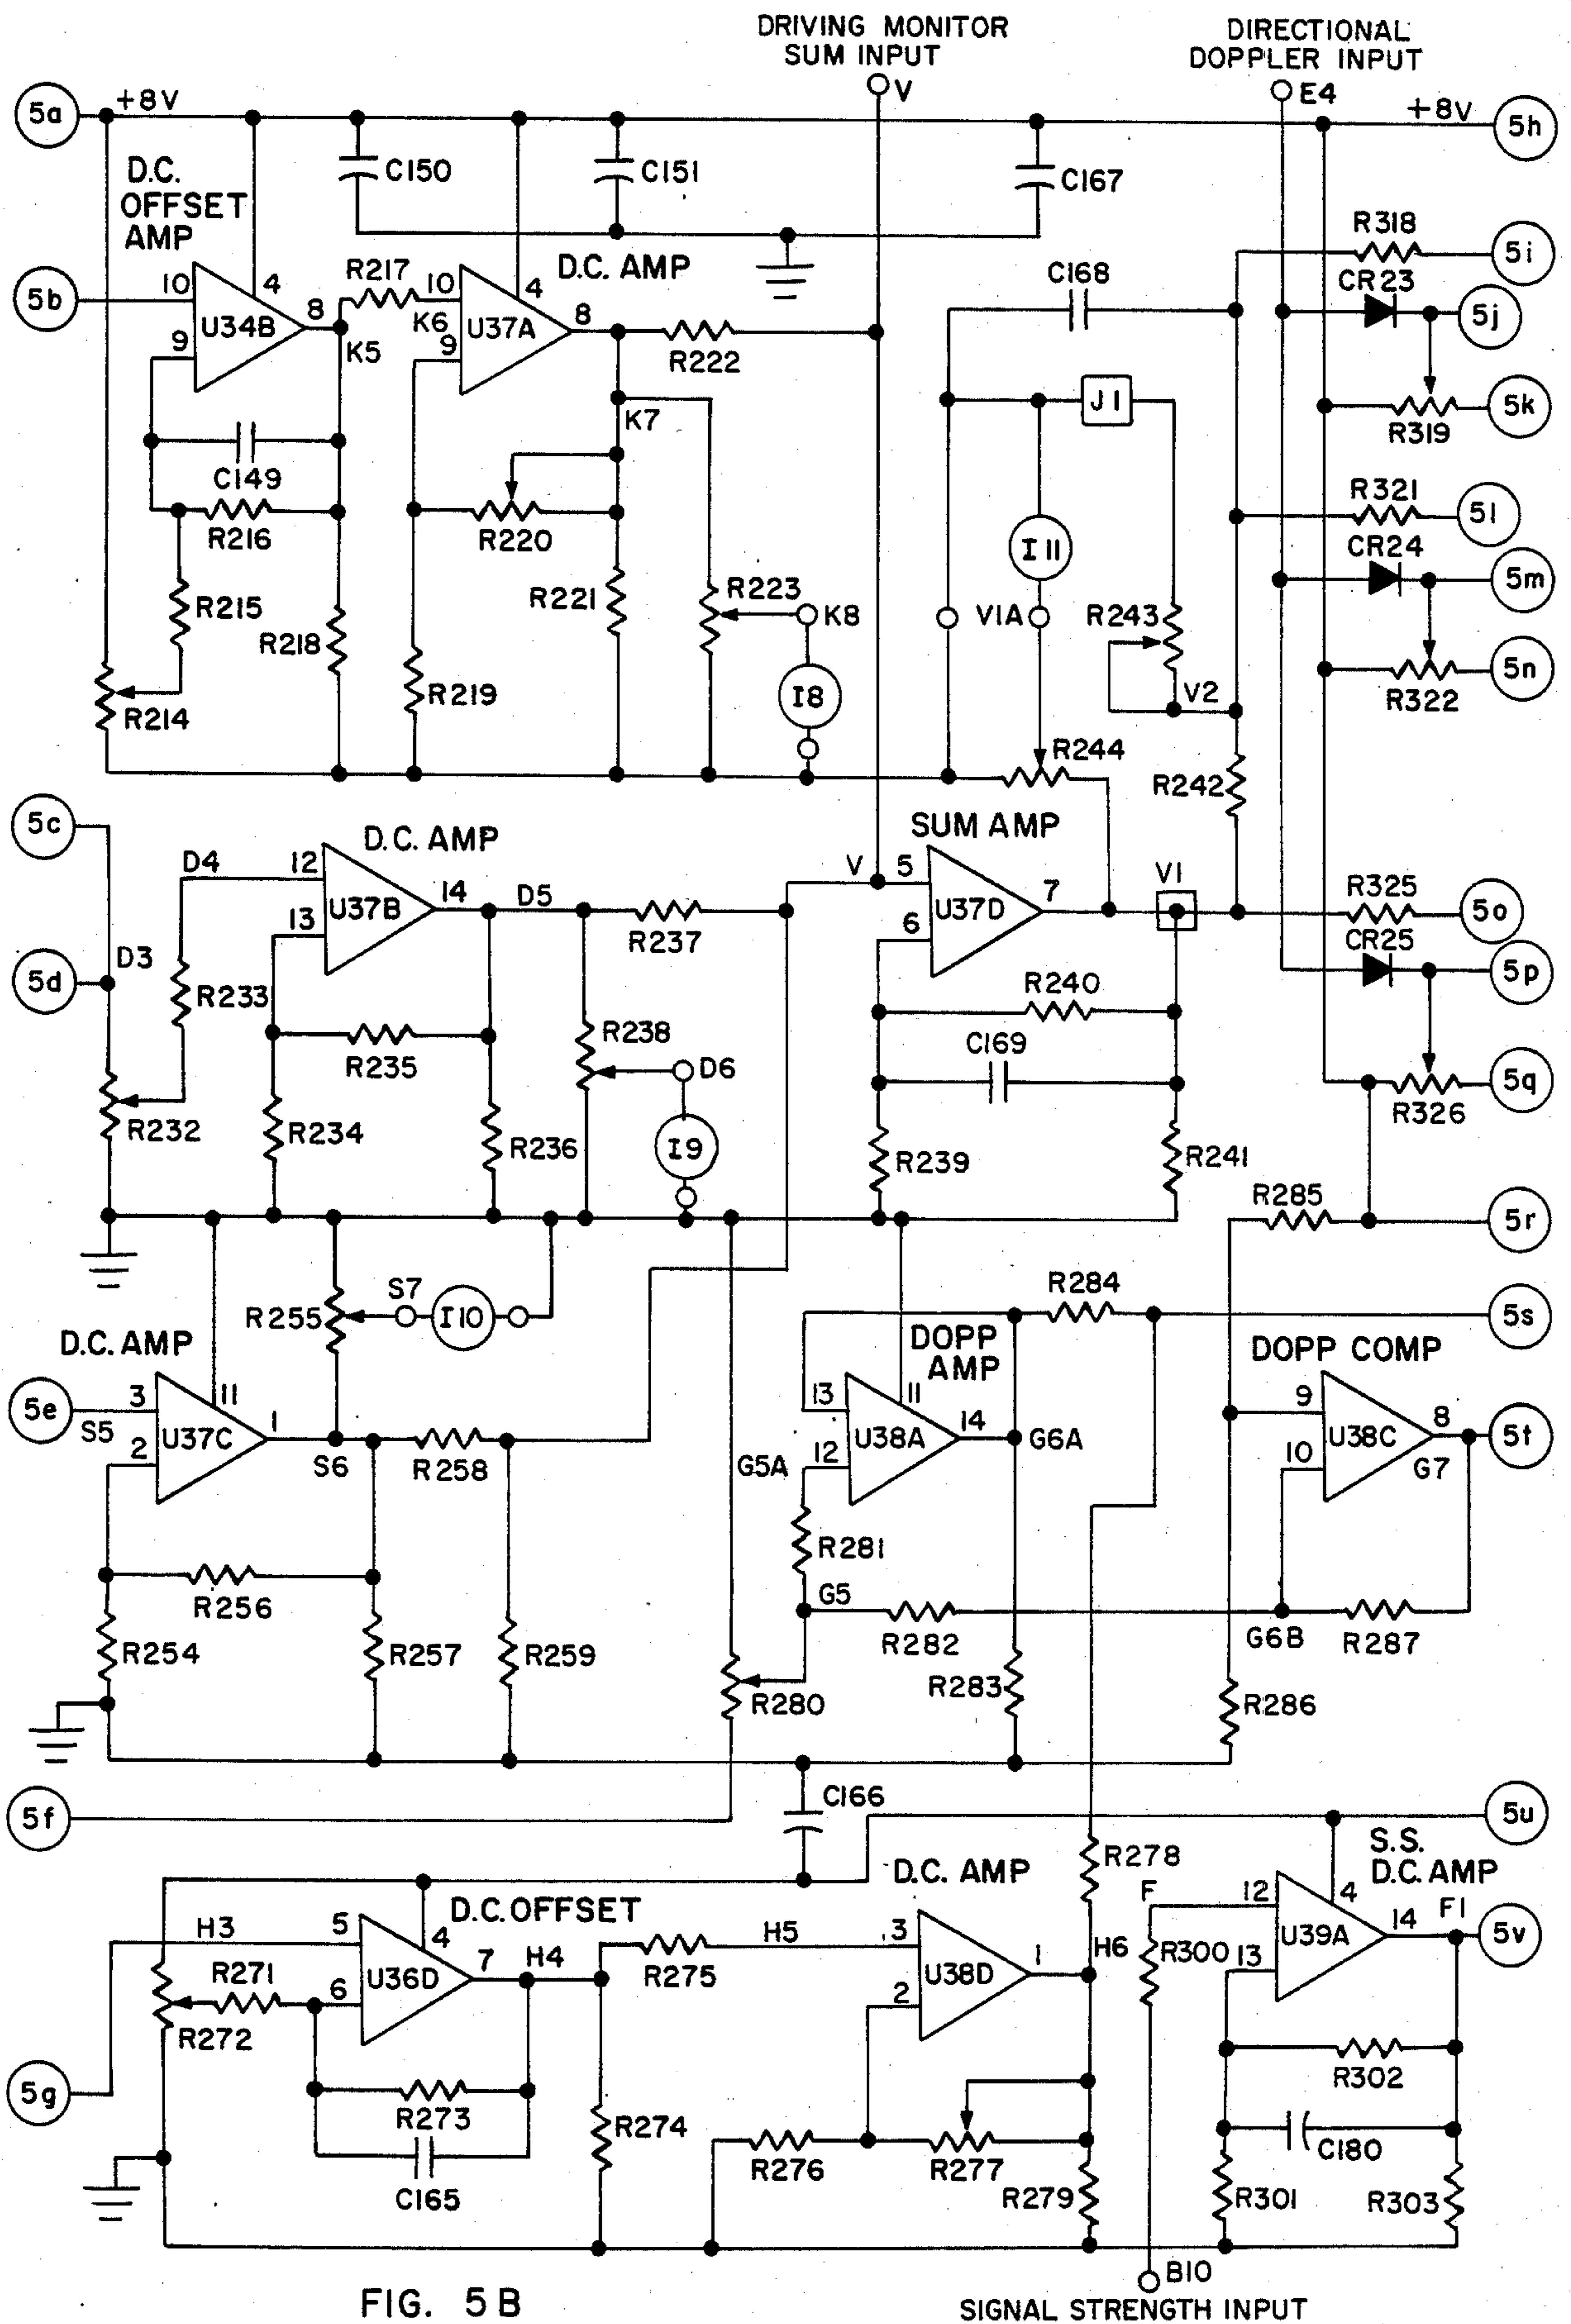 DRIVING MONITOR
SUM INPUT
DIRECTIONAL
DOPPLER INPUT
V
E4
5a
+8V
+8V
5h
D.C.
OFFSET
AMP
C150
C151
C167
R318
5i
5b
10
4
8
U34B
9
K5
R217
10
K6
D.C. AMP
4
U37A
8
9
R222
C168
CR23
5j
K7
J1
5k
R319
C149
R216
R220
R321
5l
I11
CR24
5m
R215
R218
R221
R223
K8
V1A
R243
5n
R322
R214
R219
I8
V2
R244
R242
5c
D.C. AMP
SUM AMP
D4
12
U37B
14
D5
13
R237
V
5
U37D
7
6
V1
R325
5o
CR25
5d
D3
5p
R233
R235
R238
D6
R240
C169
5q
R326
R232
R234
R236
I9
R239
R241
R285
5r
R255
S7
I10
R284
5s
D.C. AMP
DOPP
AMP
DOPP COMP
5e
3
S5
11
U37C
1
2
S6
R258
13
11
U38A
14
G6A
G5A
12
9
U38C
8
10
G7
5t
R281
R256
G5
R282
G6B
R287
R254
R257
R259
R280
R283
R286
5f
C166
5u
R278
S.S.
D.C. AMP
D.C. AMP
F
12
4
U39A
14
F1
5v
13
D.C. OFFSET
H3
5
4
U36D
7
H4
6
R271
R272
R275
H5
3
U38D
1
H6
2
R300
5g
R273
C165
R274
R276
R277
R279
R302
C180
R301
R303
B10
FIG. 5B
SIGNAL STRENGTH INPUT